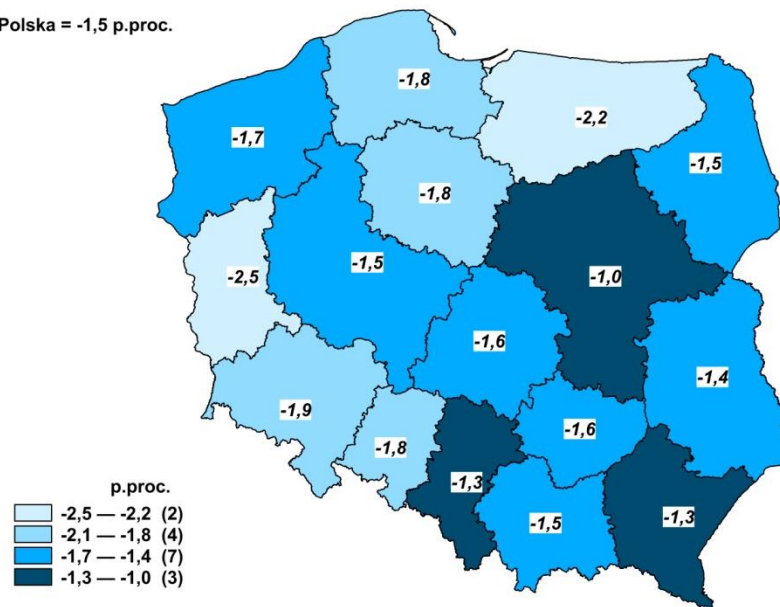 Polska = -1,5 p.proc.
-1,8
-2,2
-1,7
-1,5
-1,8
-1,5
-2,5
-1,0
-1,6
-1,4
-1,9
-1,6
-1,8
-1,3
-1,5
-1,3
p.proc.
-2,5 — -2,2 (2)
-2,1 — -1,8 (4)
-1,7 — -1,4 (7)
-1,3 — -1,0 (3)